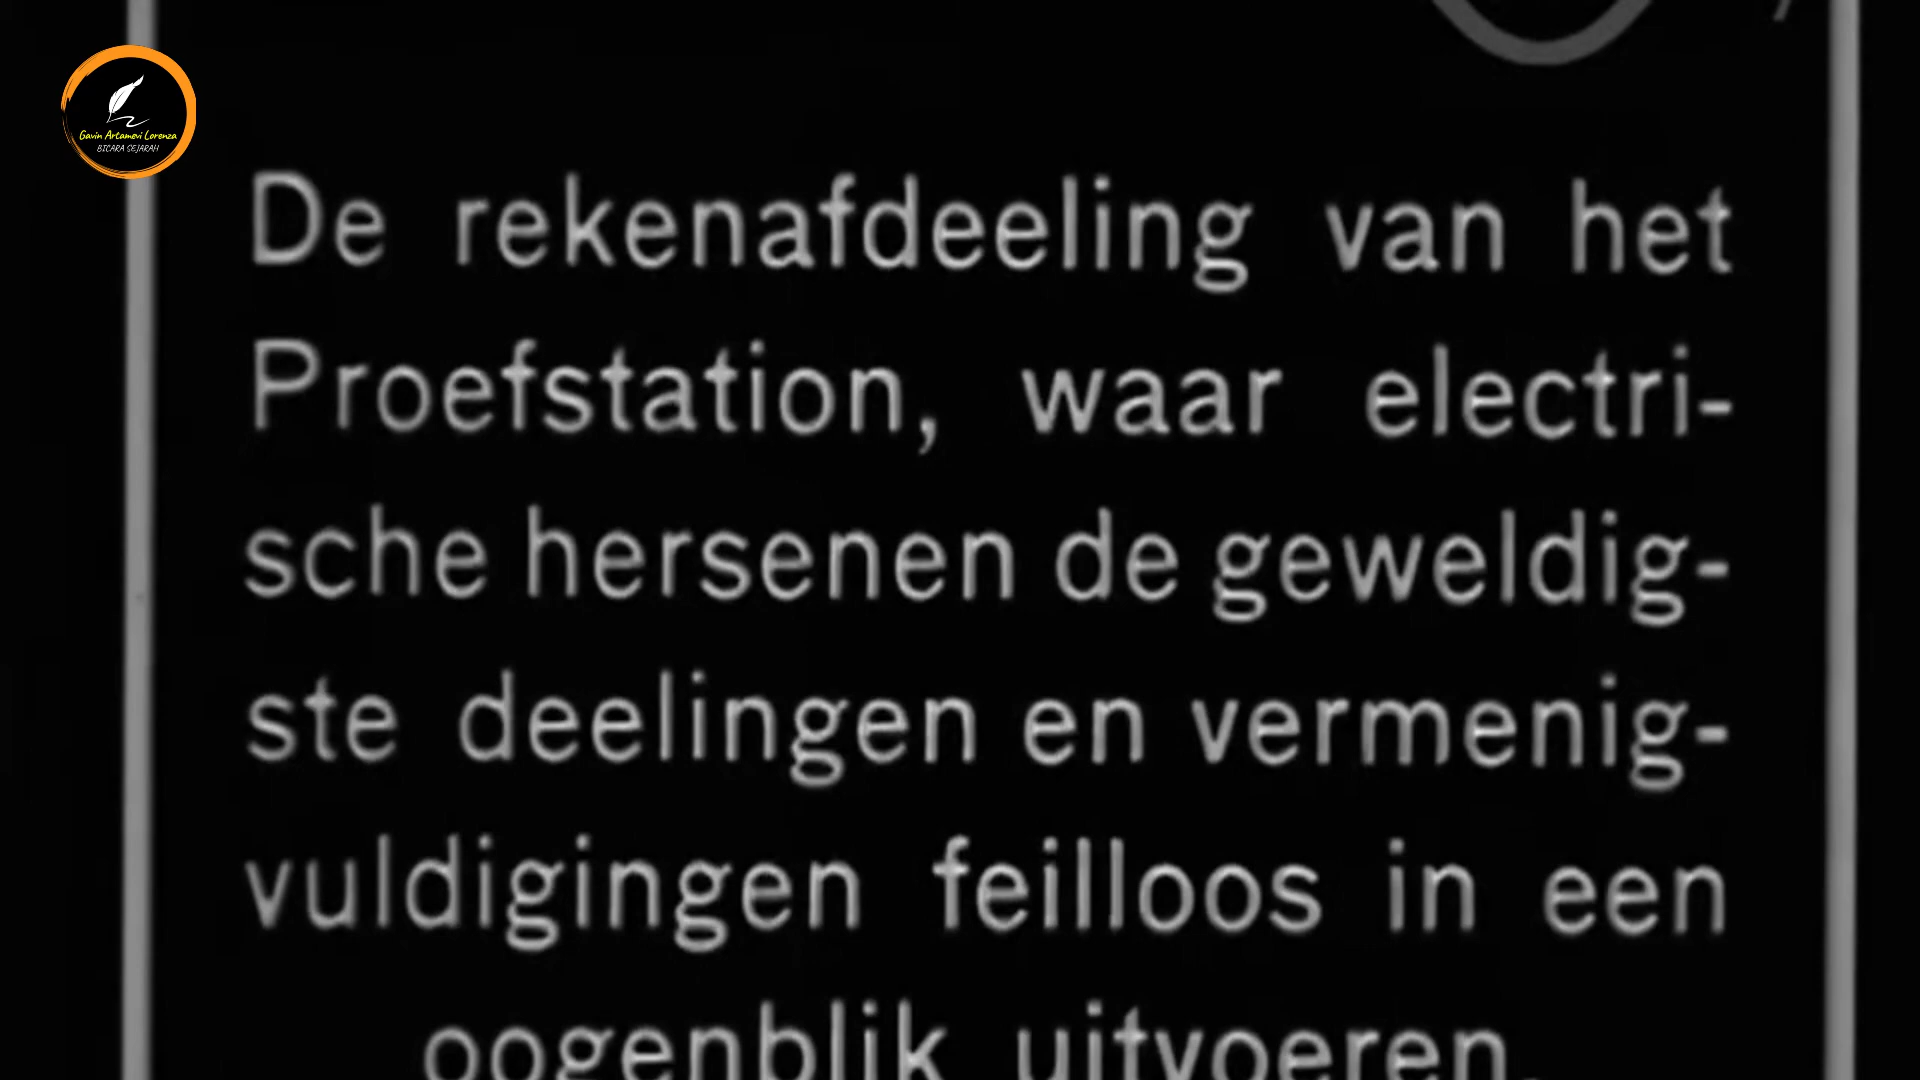 Gavin Artamevi Lorenza
BICARA SEJARAH
De rekenafdeeling van het
Proefstation, waar electri-
sche hersenen de geweldig-
ste deelingen en vermenig-
vuldigingen feilloos in een
oogenblik uitvoeren.